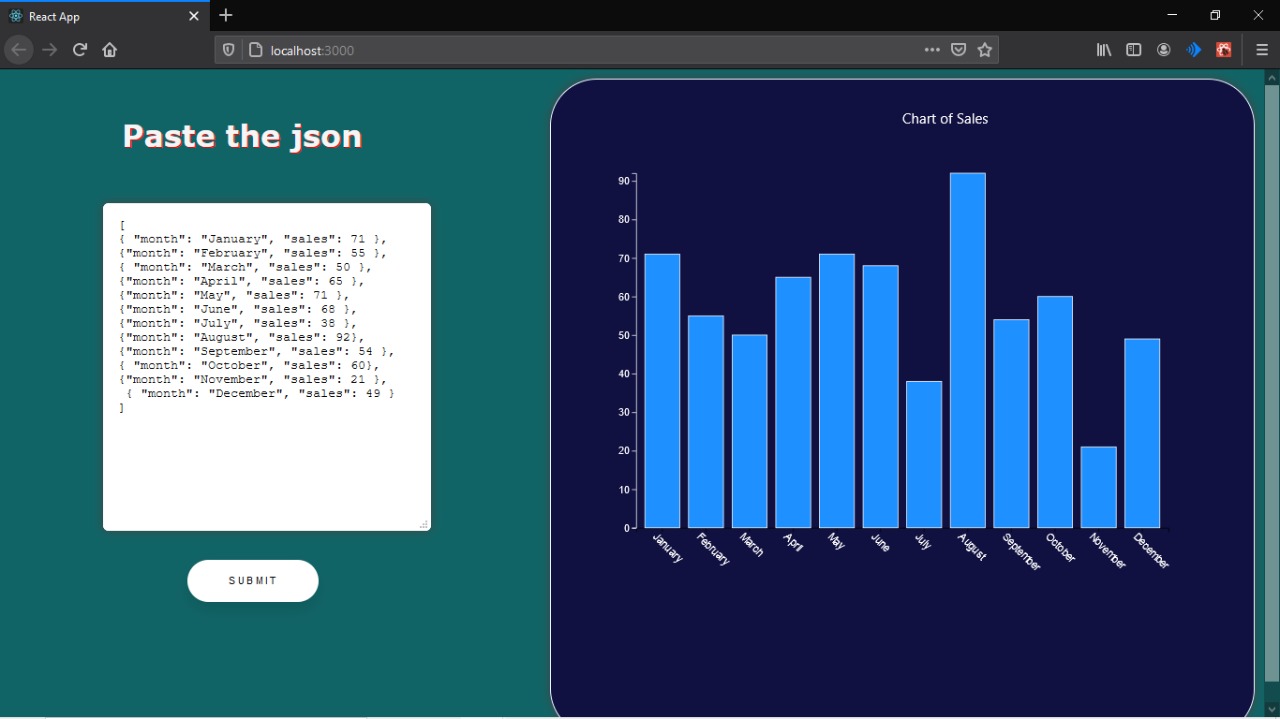 React App
localhost:3000
Paste the json
[
{ "month": "January", "sales": 71 },
{"month": "February", "sales": 55 },
{ "month": "March", "sales": 50 },
{"month": "April", "sales": 65 },
{"month": "May", "sales": 71 },
{"month": "June", "sales": 68 },
{"month": "July", "sales": 38 },
{"month": "August", "sales": 92},
{"month": "September", "sales": 54 },
{ "month": "October", "sales": 60},
{"month": "November", "sales": 21 },
{ "month": "December", "sales": 49 }
]
SUBMIT
Chart of Sales
90
80
70
60
50
40
30
20
10
0
January February March April May June July August September October November December